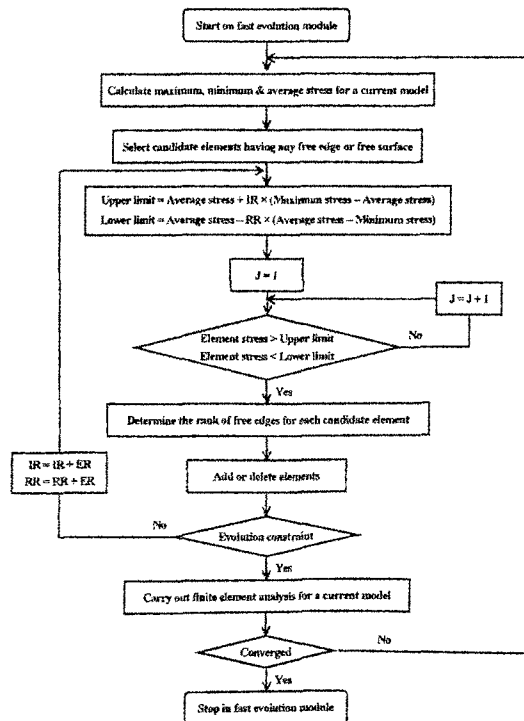 Start on fast evolution module
Calculate maximum, minimum & average stress for a current model
Select candidate elements having any free edge or free surface
Upper limit = Average stress + IR × (Maximum stress – Average stress)
Lower limit = Average stress – RR × (Average stress – Minimum stress)
J = 1
J = J + 1
Element stress > Upper limit
Element stress < Lower limit
No
Yes
Determine the rank of free edges for each candidate element
IR = IR + ER
RR = RR + ER
Add or delete elements
No
Evolution constraint
Yes
Carry out finite element analysis for a current model
Converged
No
Yes
Stop in fast evolution module